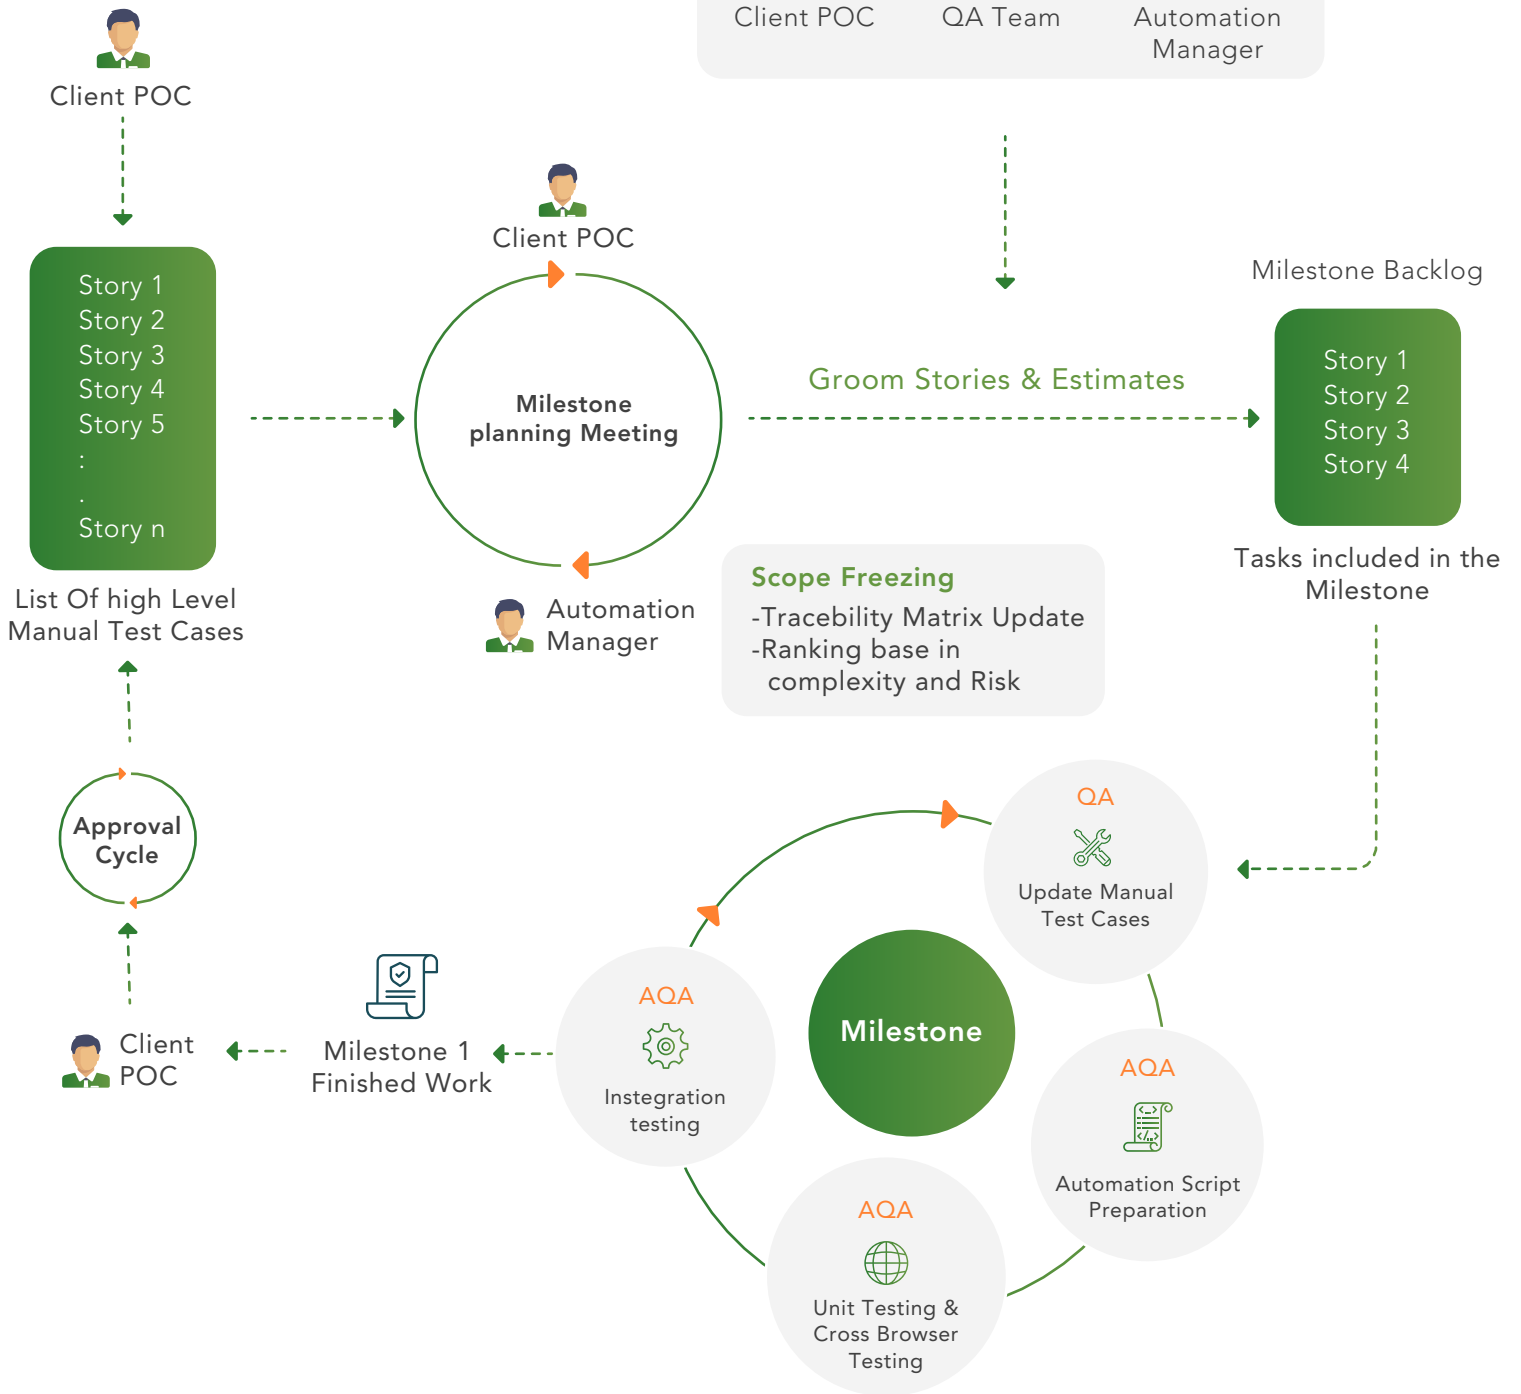 Client POC
QA Team
Automation
Manager
Client POC
Client POC
Story 1
Story 2
Story 3
Story 4
Story 5
:
.
Story n
List Of high Level
Manual Test Cases
Milestone
planning Meeting
Automation
Manager
Groom Stories & Estimates
Milestone Backlog
Story 1
Story 2
Story 3
Story 4
Tasks included in the
Milestone
Scope Freezing
-Tracebility Matrix Update
-Ranking base in
complexity and Risk
Approval
Cycle
Client
POC
Milestone 1
Finished Work
AQA
Instegration
testing
Milestone
QA
Update Manual
Test Cases
AQA
Automation Script
Preparation
AQA
Unit Testing &
Cross Browser
Testing